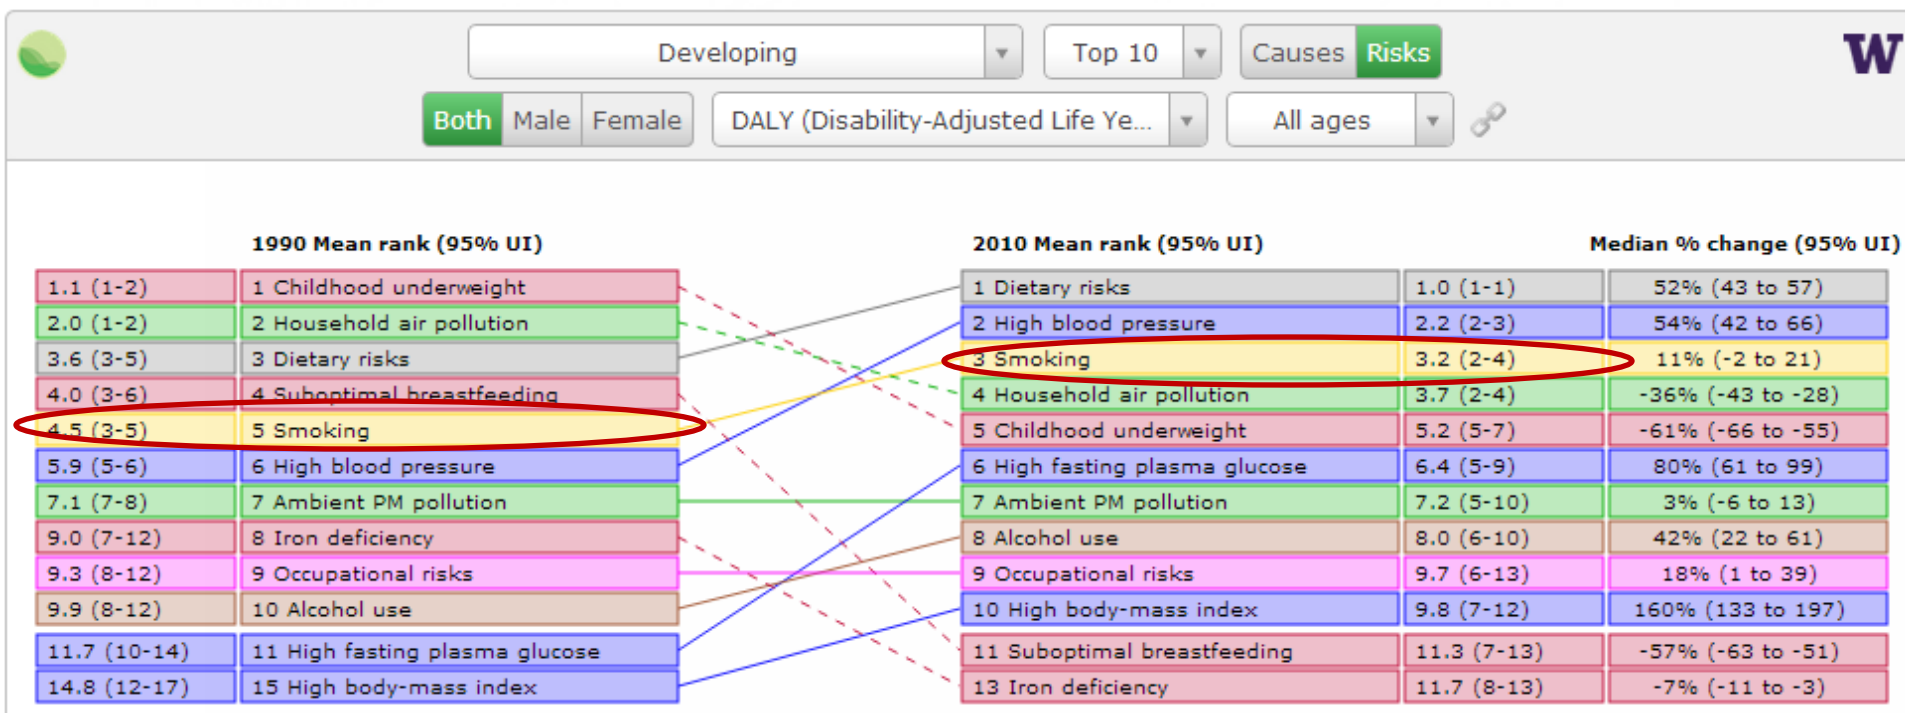 Developing Top 10 Causes Risks W
Both Male Female DALY (Disability-Adjusted Life Ye... All ages
1990 Mean rank (95% UI) 2010 Mean rank (95% UI) Median % change (95% UI)
1.1 (1-2) 1 Childhood underweight 1 Dietary risks 1.0 (1-1) 52% (43 to 57)
2.0 (1-2) 2 Household air pollution 2 High blood pressure 2.2 (2-3) 54% (42 to 66)
3.6 (3-5) 3 Dietary risks 3 Smoking 3.2 (2-4) 11% (-2 to 21)
4.0 (3-6) 4 Suboptimal breastfeeding 4 Household air pollution 3.7 (2-4) -36% (-43 to -28)
4.5 (3-5) 5 Smoking 5 Childhood underweight 5.2 (5-7) -61% (-66 to -55)
5.9 (5-6) 6 High blood pressure 6 High fasting plasma glucose 6.4 (5-9) 80% (61 to 99)
7.1 (7-8) 7 Ambient PM pollution 7 Ambient PM pollution 7.2 (5-10) 3% (-6 to 13)
9.0 (7-12) 8 Iron deficiency 8 Alcohol use 8.0 (6-10) 42% (22 to 61)
9.3 (8-12) 9 Occupational risks 9 Occupational risks 9.7 (6-13) 18% (1 to 39)
9.9 (8-12) 10 Alcohol use 10 High body-mass index 9.8 (7-12) 160% (133 to 197)
11.7 (10-14) 11 High fasting plasma glucose 11 Suboptimal breastfeeding 11.3 (7-13) -57% (-63 to -51)
14.8 (12-17) 15 High body-mass index 13 Iron deficiency 11.7 (8-13) -7% (-11 to -3)